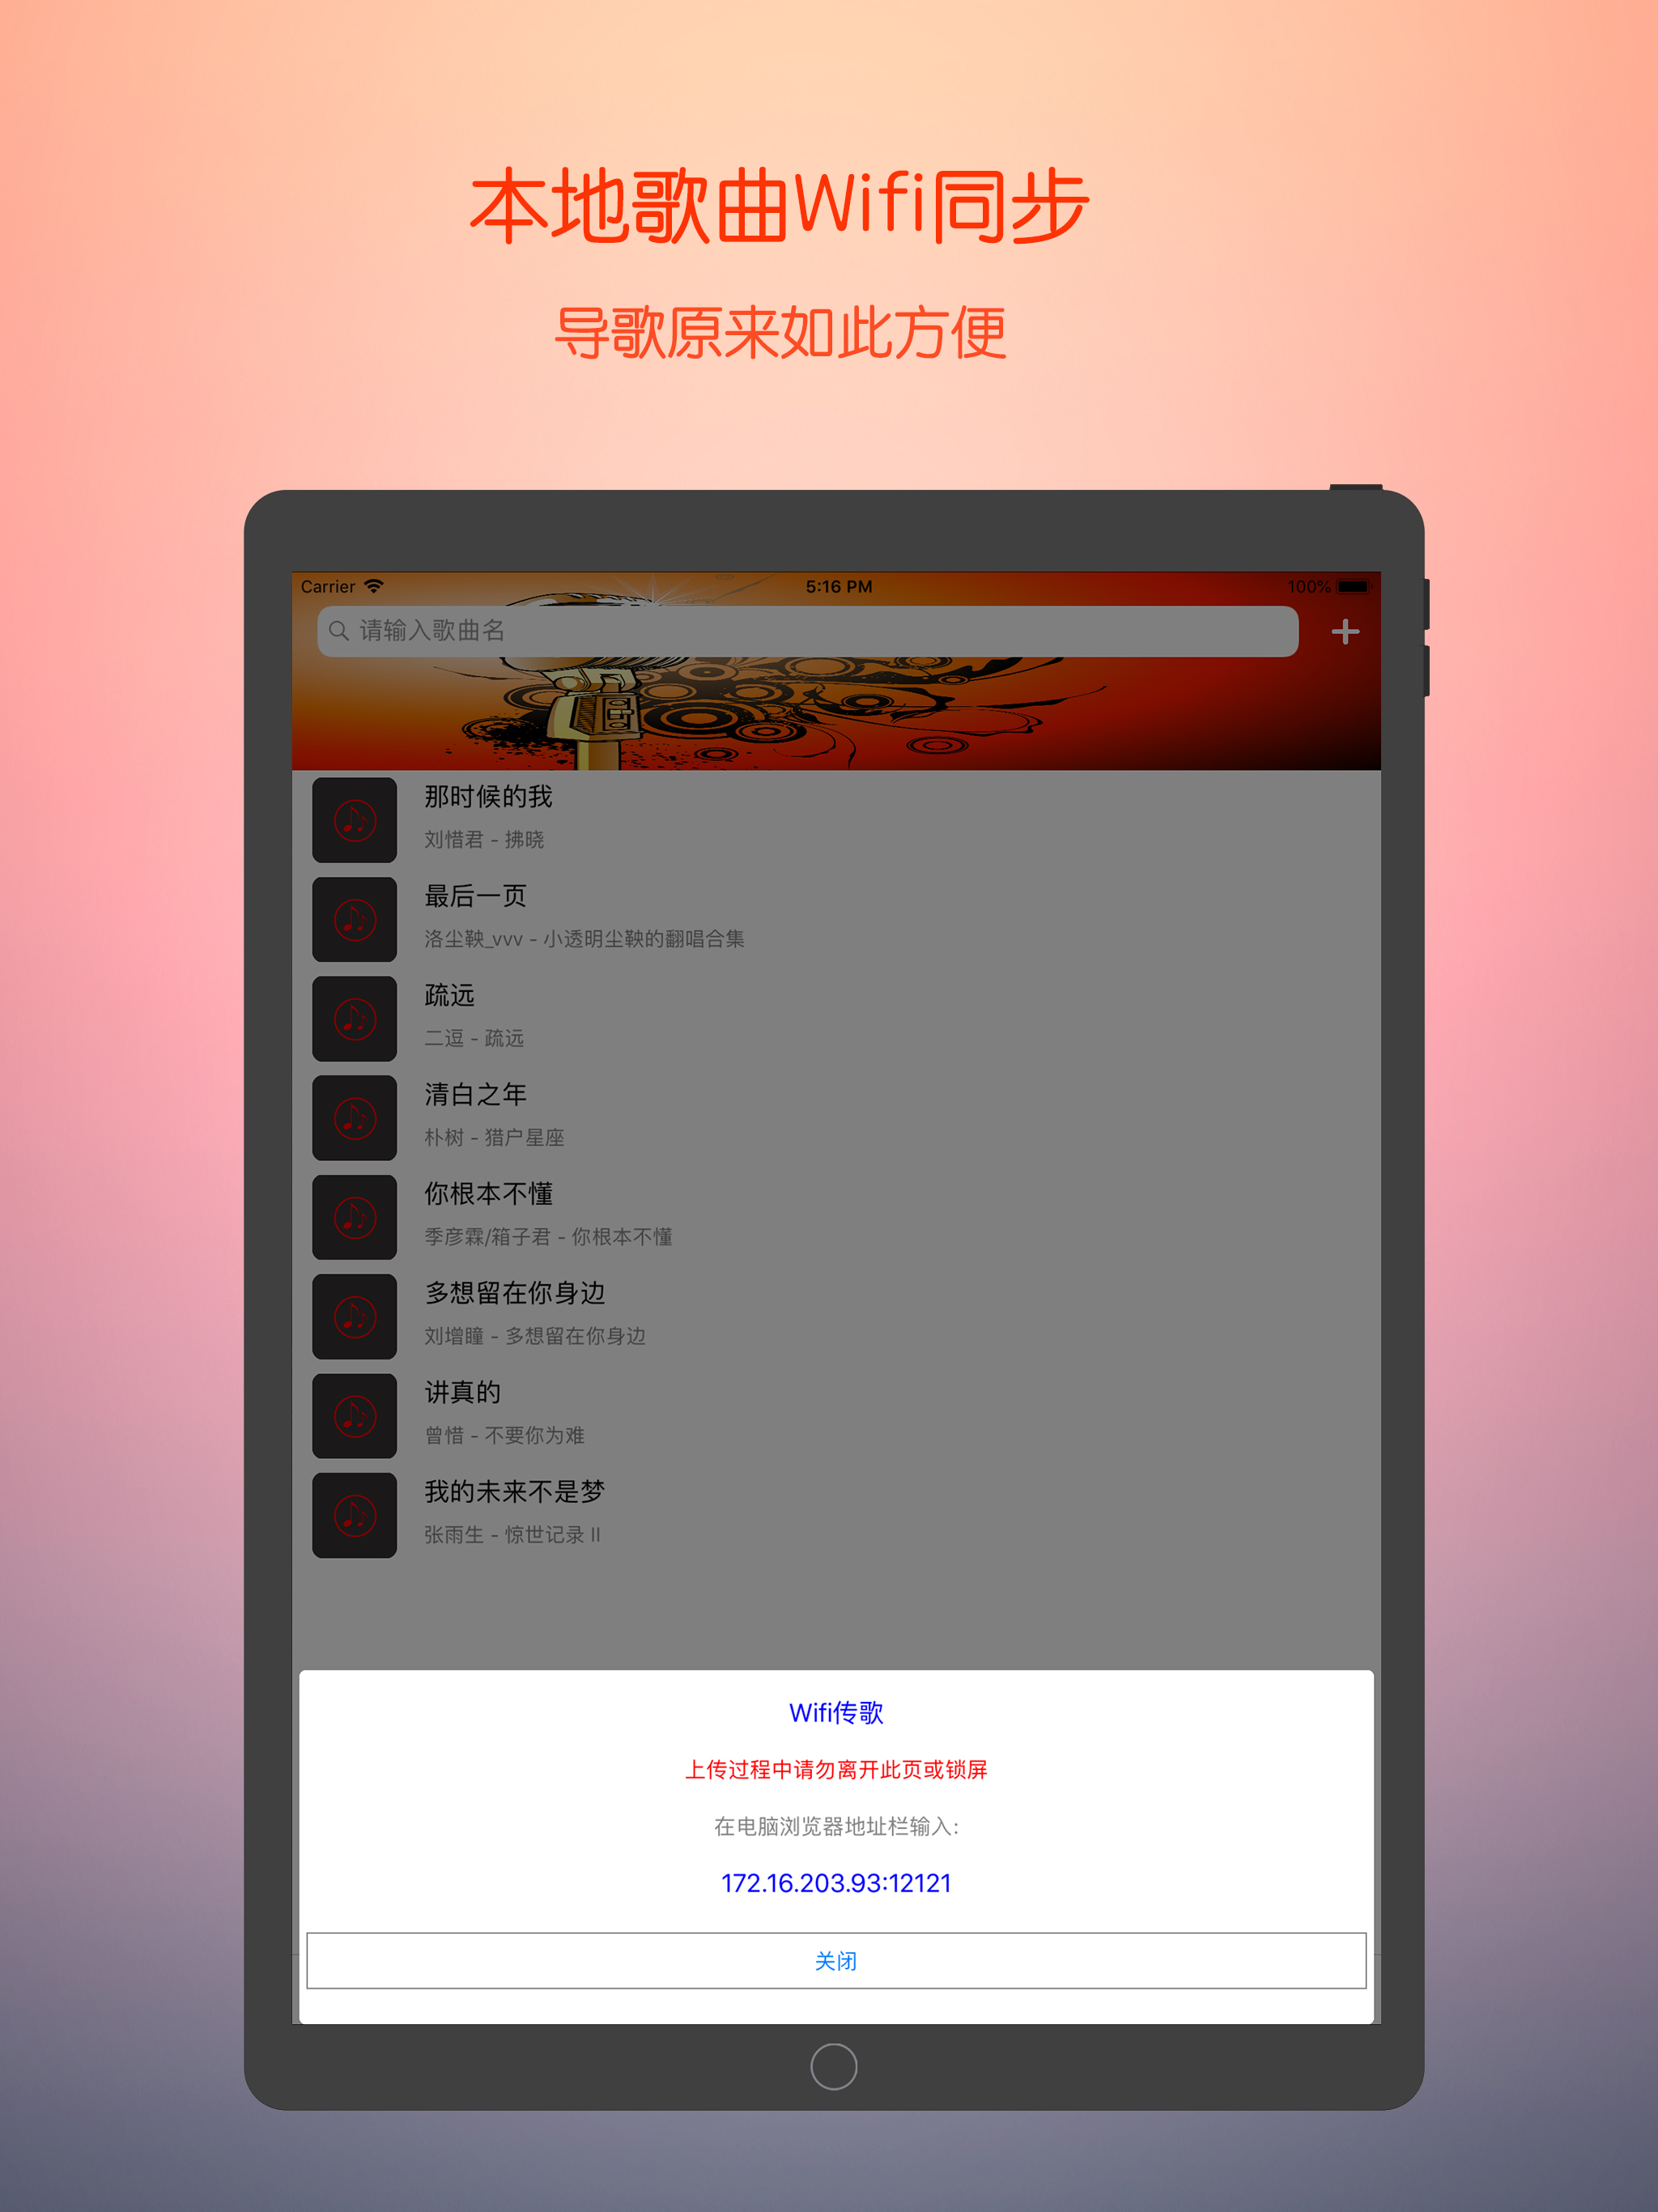 本地歌曲Wifi同步
导歌原来如此方便
Carrier 5:16 PM 100%
请输入歌曲名
那时候的我
刘惜君 - 拂晓
最后一页
洛尘鞅_vvv - 小透明尘鞅的翻唱合集
疏远
二逗 - 疏远
清白之年
朴树 - 猎户星座
你根本不懂
季彦霖/箱子君 - 你根本不懂
多想留在你身边
刘增瞳 - 多想留在你身边
讲真的
曾惜 - 不要你为难
我的未来不是梦
张雨生 - 惊世记录 II
Wifi传歌
上传过程中请勿离开此页或锁屏
在电脑浏览器地址栏输入:
172.16.203.93:12121
关闭